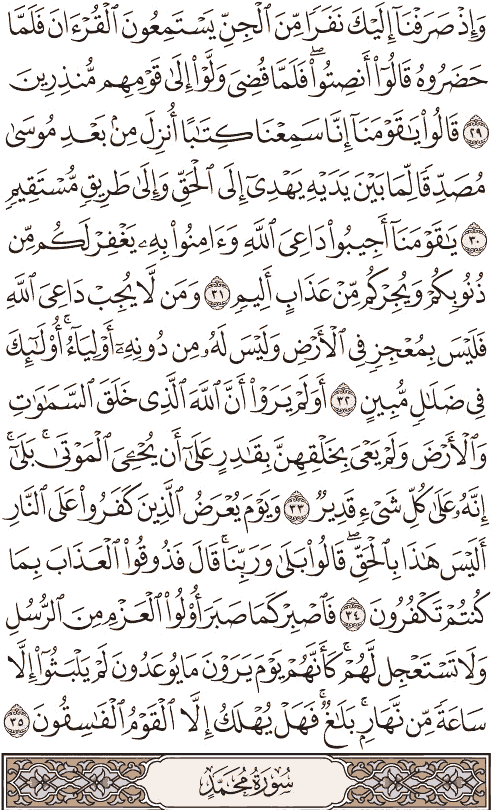 وَإِذْ صَرَفْنَآ إِلَيْكَ نَفَرًا مِّنَ ٱلْجِنِّ يَسْتَمِعُونَ ٱلْقُرْءَانَ فَلَمَّا
حَضَرُوهُ قَالُوٓا۟ أَنصِتُوا۟ ۖ فَلَمَّا قُضِىَ وَلَّوْا۟ إِلَىٰ قَوْمِهِم مُّنذِرِينَ
٢٩ قَالُوا۟ يَـٰقَوْمَنَآ إِنَّا سَمِعْنَا كِتَـٰبًا أُنزِلَ مِنۢ بَعْدِ مُوسَىٰ
مُصَدِّقًا لِّمَا بَيْنَ يَدَيْهِ يَهْدِىٓ إِلَى ٱلْحَقِّ وَإِلَىٰ طَرِيقٍ مُّسْتَقِيمٍ
٣٠ يَـٰقَوْمَنَآ أَجِيبُوا۟ دَاعِىَ ٱللَّهِ وَءَامِنُوا۟ بِهِۦ يَغْفِرْ لَكُم مِّن
ذُنُوبِكُمْ وَيُجِرْكُم مِّنْ عَذَابٍ أَلِيمٍ ٣١ وَمَن لَّا يُجِبْ دَاعِىَ ٱللَّهِ
فَلَيْسَ بِمُعْجِزٍ فِى ٱلْأَرْضِ وَلَيْسَ لَهُۥ مِن دُونِهِۦٓ أَوْلِيَآءُ ۚ أُو۟لَـٰٓئِكَ
فِى ضَلَـٰلٍ مُّبِينٍ ٣٢ أَوَلَمْ يَرَوْا۟ أَنَّ ٱللَّهَ ٱلَّذِى خَلَقَ ٱلسَّمَـٰوَٰتِ
وَٱلْأَرْضَ وَلَمْ يَعْىَ بِخَلْقِهِنَّ بِقَـٰدِرٍ عَلَىٰٓ أَن يُحْـِۧىَ ٱلْمَوْتَىٰ ۚ بَلَىٰٓ
إِنَّهُۥ عَلَىٰ كُلِّ شَىْءٍ قَدِيرٌ ٣٣ وَيَوْمَ يُعْرَضُ ٱلَّذِينَ كَفَرُوا۟ عَلَى ٱلنَّارِ
أَلَيْسَ هَـٰذَا بِٱلْحَقِّ ۖ قَالُوا۟ بَلَىٰ وَرَبِّنَا ۚ قَالَ فَذُوقُوا۟ ٱلْعَذَابَ بِمَا
كُنتُمْ تَكْفُرُونَ ٣٤ فَٱصْبِرْ كَمَا صَبَرَ أُو۟لُوا۟ ٱلْعَزْمِ مِنَ ٱلرُّسُلِ
وَلَا تَسْتَعْجِل لَّهُمْ ۚ كَأَنَّهُمْ يَوْمَ يَرَوْنَ مَا يُوعَدُونَ لَمْ يَلْبَثُوٓا۟ إِلَّا
سَاعَةً مِّن نَّهَارٍۭ ۚ بَلَـٰغٌ ۚ فَهَلْ يُهْلَكُ إِلَّا ٱلْقَوْمُ ٱلْفَـٰسِقُونَ ٣٥
سُورَةُ مُحَمَّدٍ